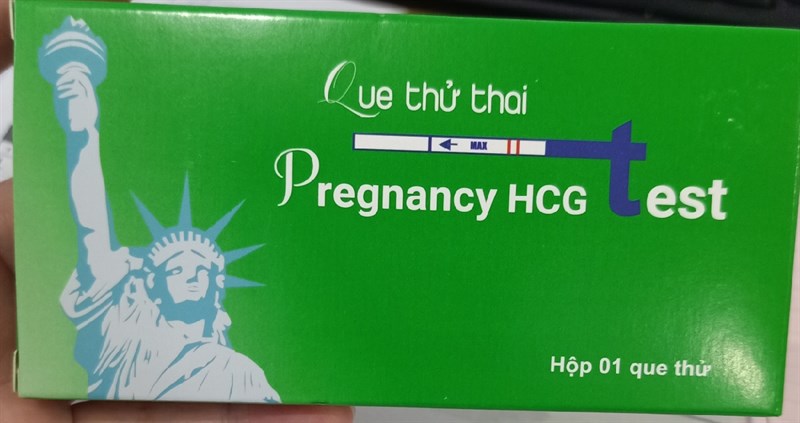 Que thử thai
MAX
Pregnancy HCG test
Hộp 01 que thử